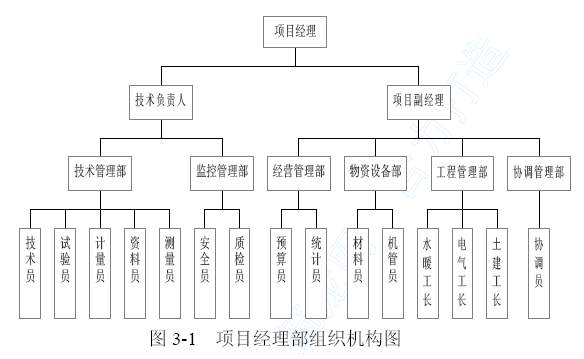 项目经理
技术负责人
项目副经理
技术管理部
监控管理部
经营管理部
物资设备部
工程管理部
协调管理部
技术员
试验员
计量员
资料员
测量员
安全员
质检员
预算员
统计员
材料员
机管员
水暖工长
电气工长
土建工长
协调员
图 3-1 项目经理部组织机构图